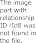 The image
part with
relationship
ID rId8 was
not found in
the file.